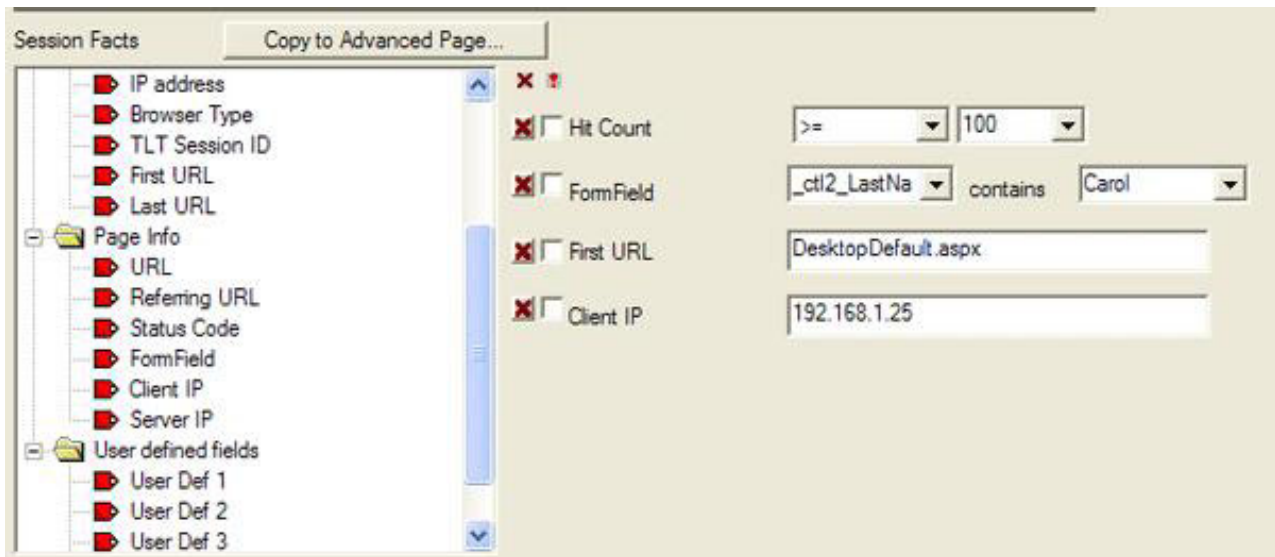 Session Facts Copy to Advanced Page...
IP address
Browser Type
TLT Session ID
First URL
Last URL
Page Info
URL
Referring URL
Status Code
FormField
Client IP
Server IP
User defined fields
User Def 1
User Def 2
User Def 3
Hit Count >= 100
FormField _ctl2_LastNa contains Carol
First URL DesktopDefault.aspx
Client IP 192.168.1.25